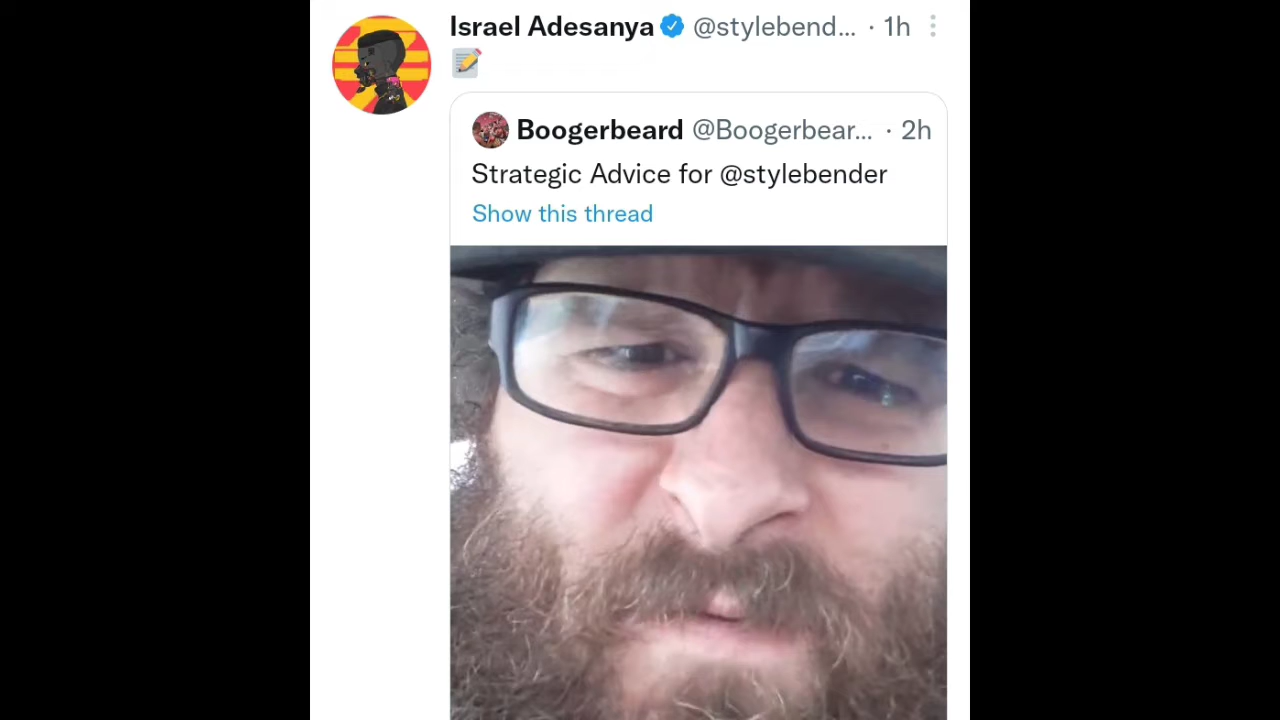 Israel Adesanya @stylebend... · 1h
Boogerbeard @Boogerbear... · 2h
Strategic Advice for @stylebender
Show this thread